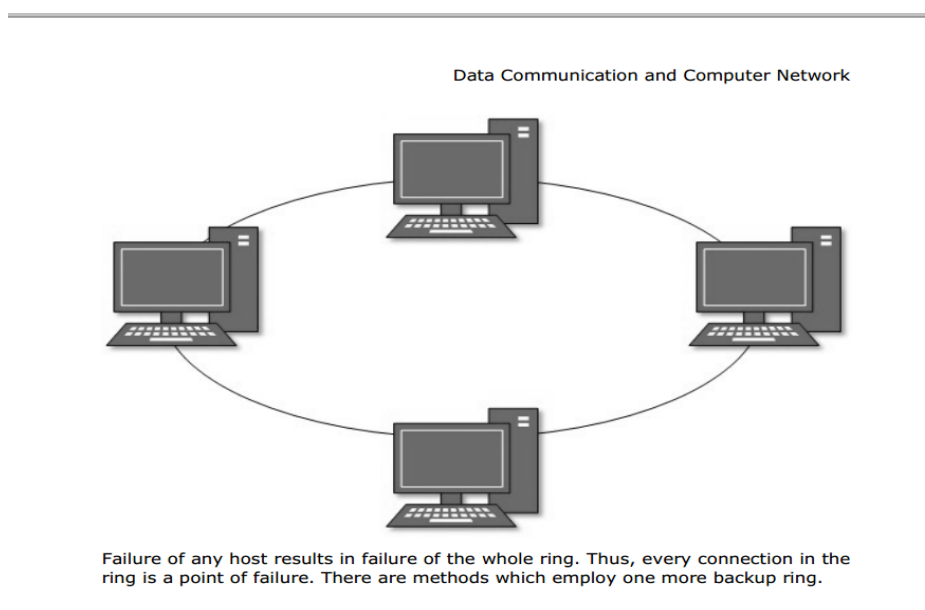 Data Communication and Computer Network
Failure of any host results in failure of the whole ring. Thus, every connection in the
ring is a point of failure. There are methods which employ one more backup ring.